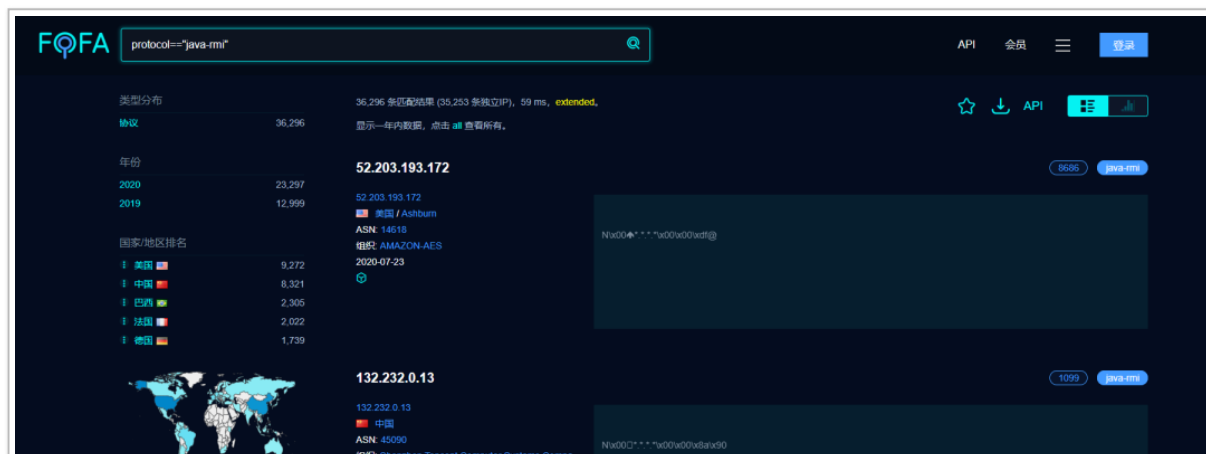 FOFA
protocol=="java-rmi"
API
会员
登录
类型分布
协议 36,296
年份
2020 23,297
2019 12,999
国家/地区排名
美国 9,272
中国 8,321
巴西 2,305
法国 2,022
德国 1,739
36,296 条匹配结果 (35,253 条独立IP), 59 ms, extended。
显示一年内数据, 点击 all 查看所有。
API
52.203.193.172
8686 java-rmi
52.203.193.172
美国 / Ashburn
ASN: 14618
组织: AMAZON-AES
2020-07-23
132.232.0.13
1099 java-rmi
132.232.0.13
中国
ASN: 45090